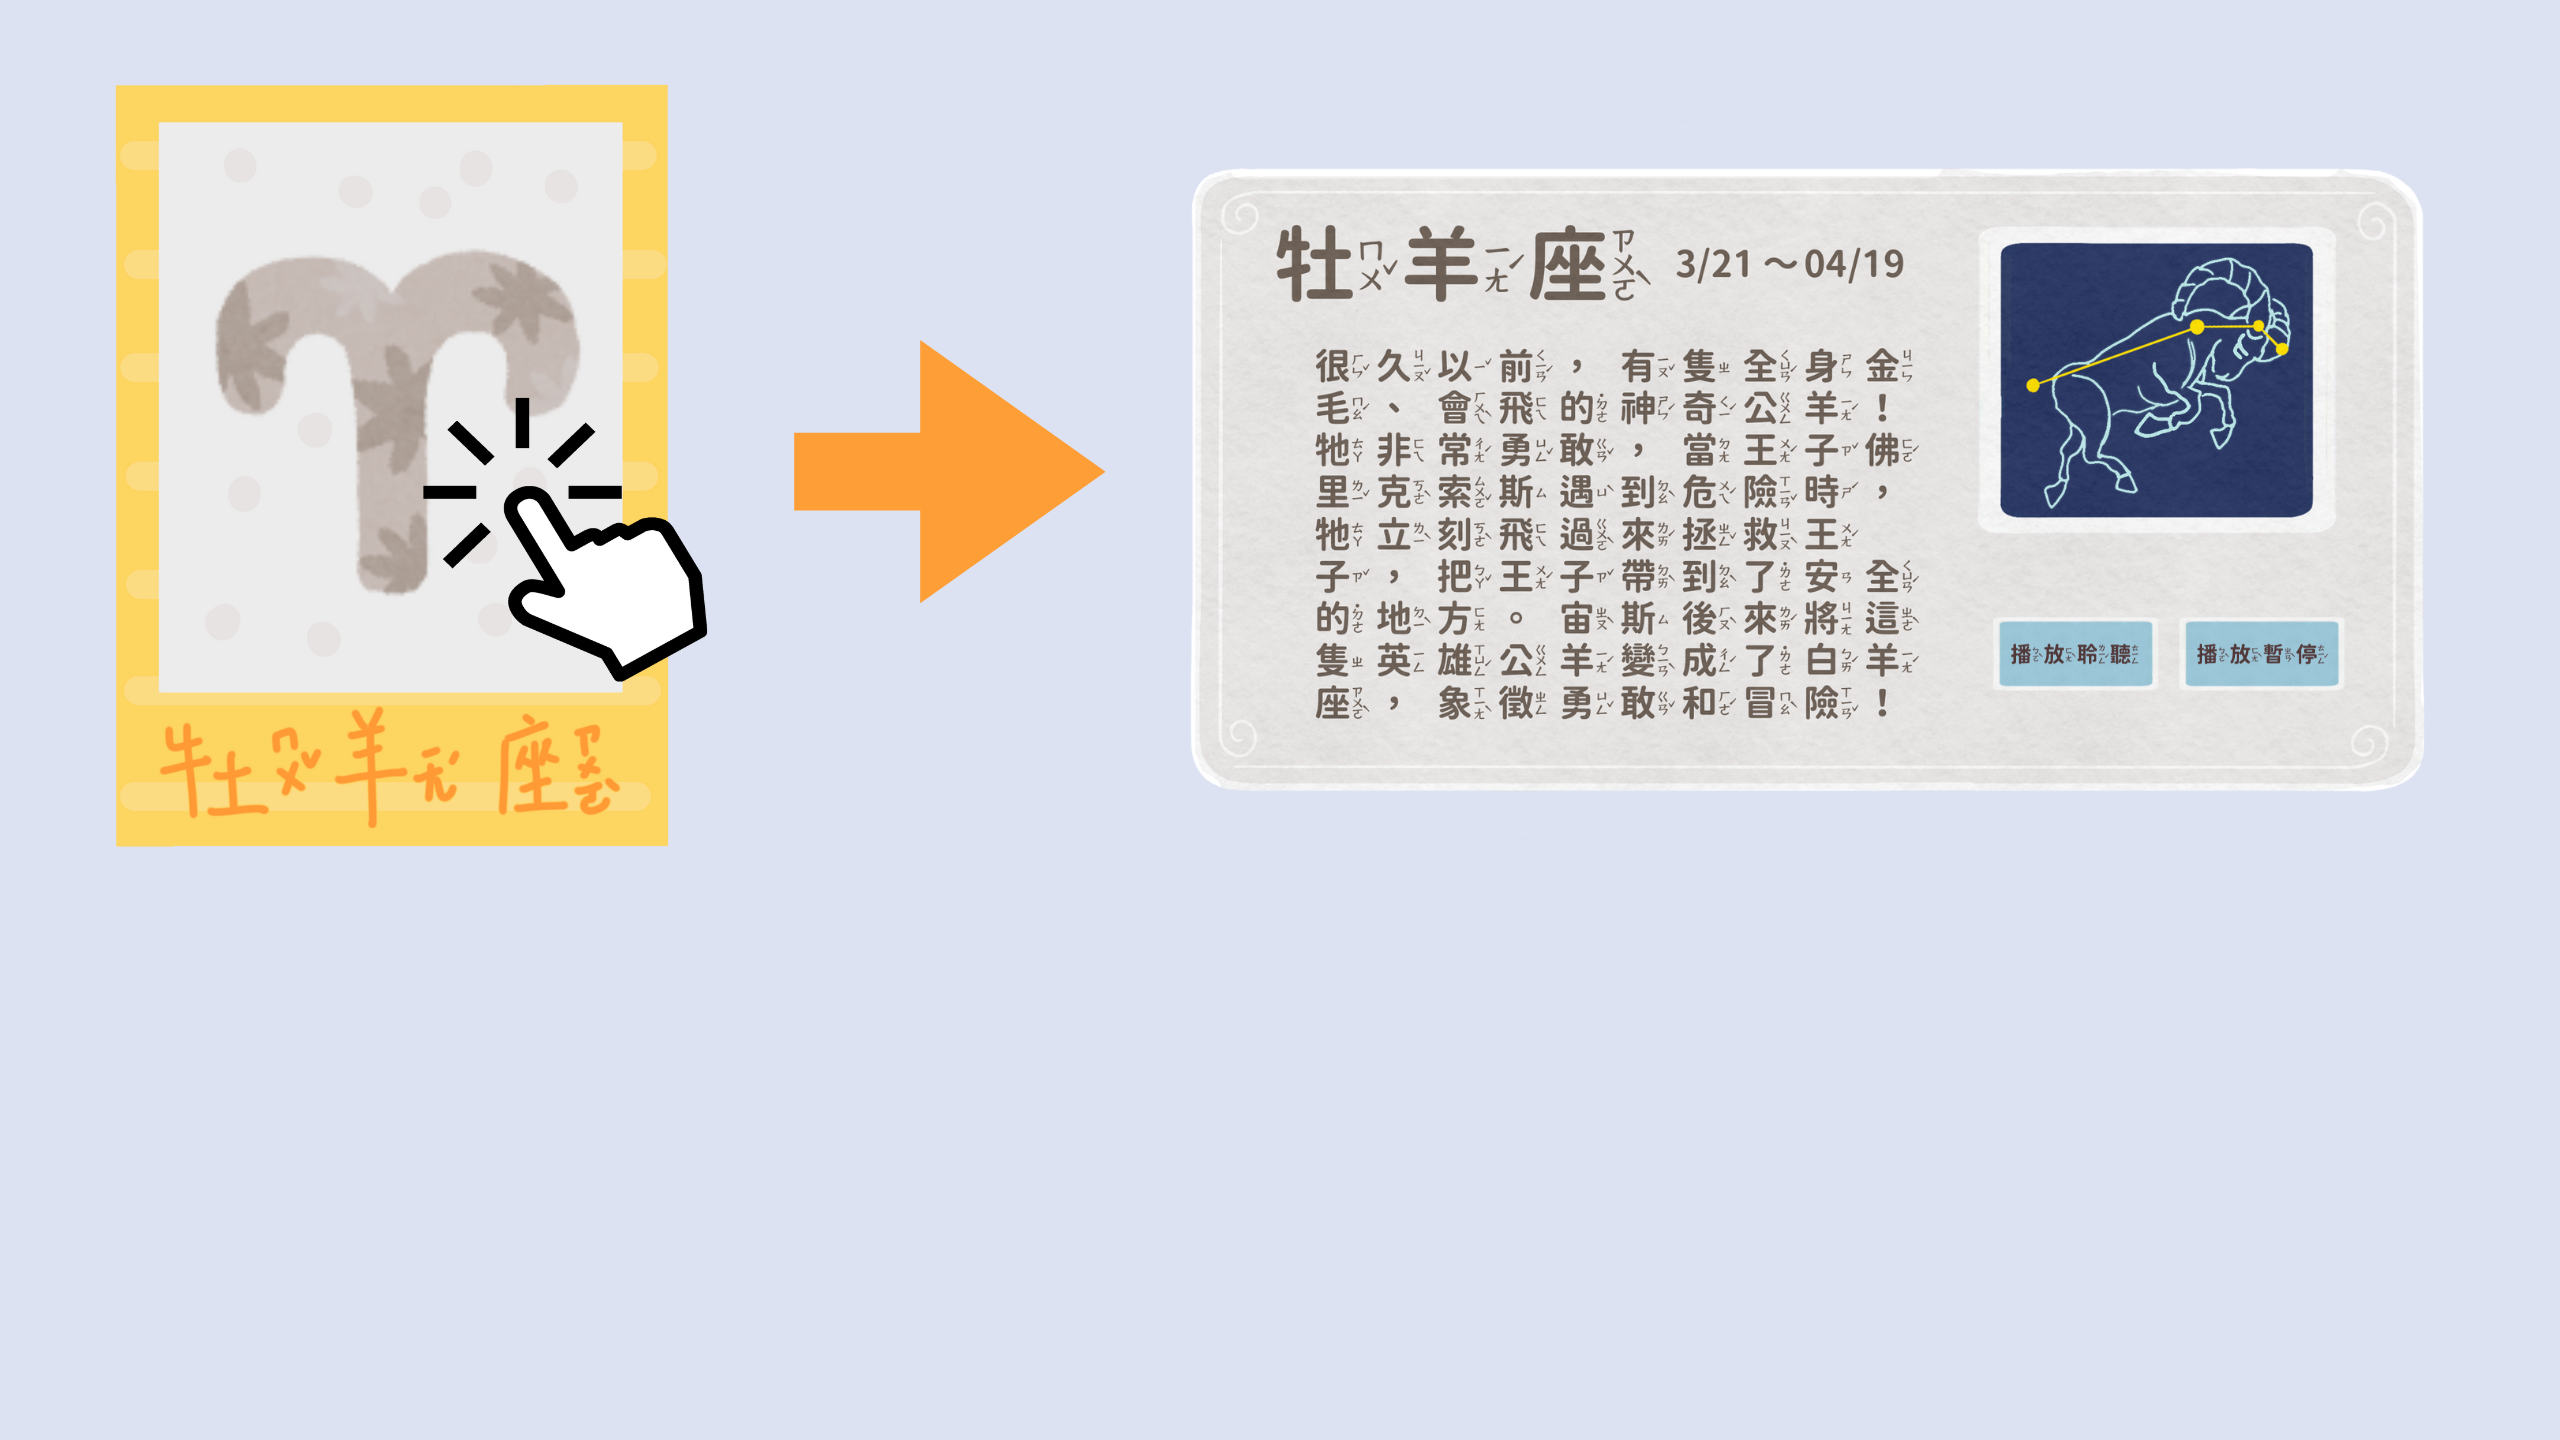 牡羊座
牡羊座 3/21～04/19
很久以前，有隻全身金
毛、會飛的神奇公羊！
牠非常勇敢，當王子佛
里克索斯遇到危險時，
牠立刻飛過來拯救王
子，把王子帶到了安全
的地方。宙斯後來將這
隻英雄公羊變成了白羊
座，象徵勇敢和冒險！
播放聆聽
播放暫停